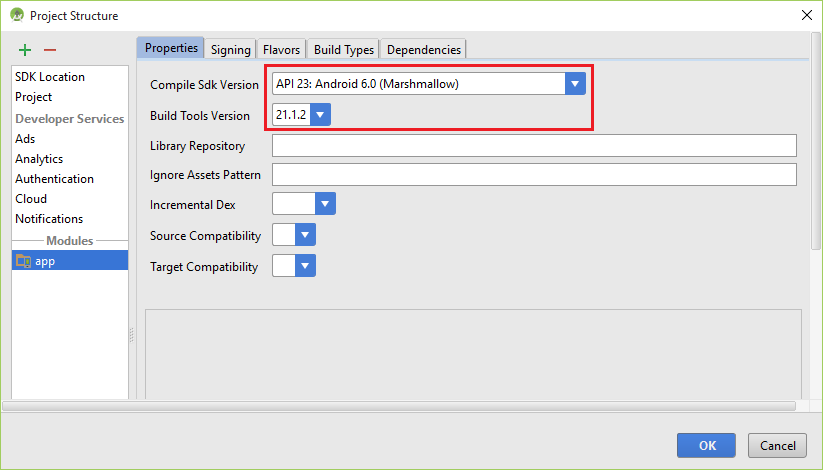 Project Structure
SDK Location
Project
Developer Services
Ads
Analytics
Authentication
Cloud
Notifications
Modules
app
Properties
Signing
Flavors
Build Types
Dependencies
Compile Sdk Version
API 23: Android 6.0 (Marshmallow)
Build Tools Version
21.1.2
Library Repository
Ignore Assets Pattern
Incremental Dex
Source Compatibility
Target Compatibility
OK
Cancel